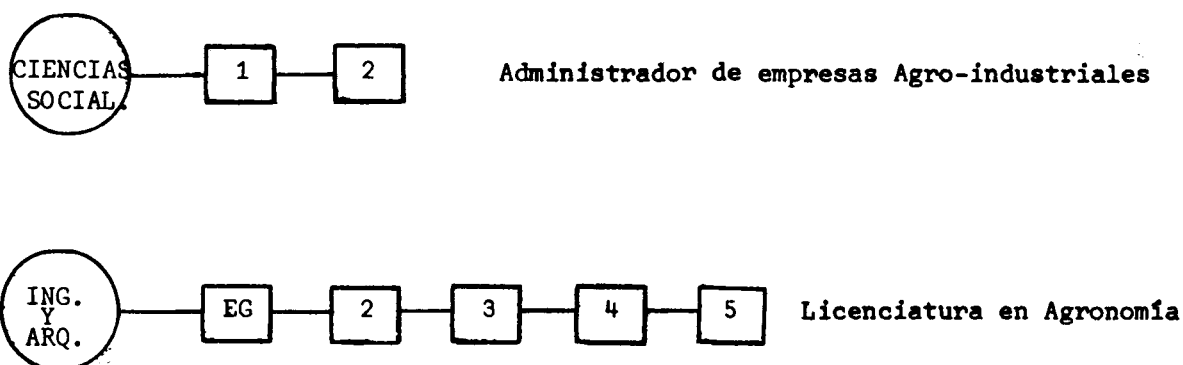 CIENCIAS
SOCIAL.
1
2
Administrador de empresas Agro-industriales
ING.
Y
ARQ.
EG
2
3
4
5
Licenciatura en Agronomía